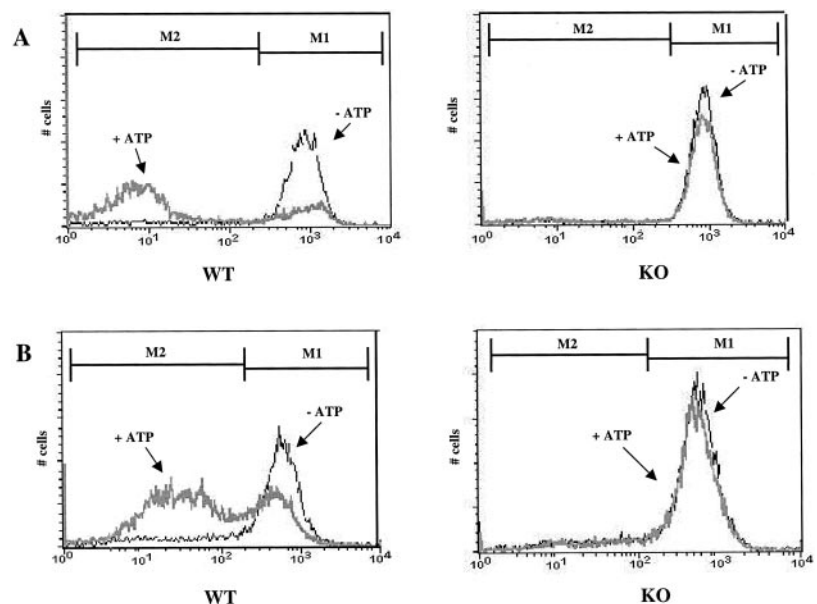 A
M2 M1
# cells
+ ATP
- ATP
10⁰ 10¹ 10² 10³ 10⁴
WT
M2 M1
# cells
+ ATP
- ATP
10⁰ 10¹ 10² 10³ 10⁴
KO
B
M2 M1
# cells
+ ATP
- ATP
10⁰ 10¹ 10² 10³ 10⁴
WT
M2 M1
# cells
+ ATP
- ATP
10⁰ 10¹ 10² 10³ 10⁴
KO